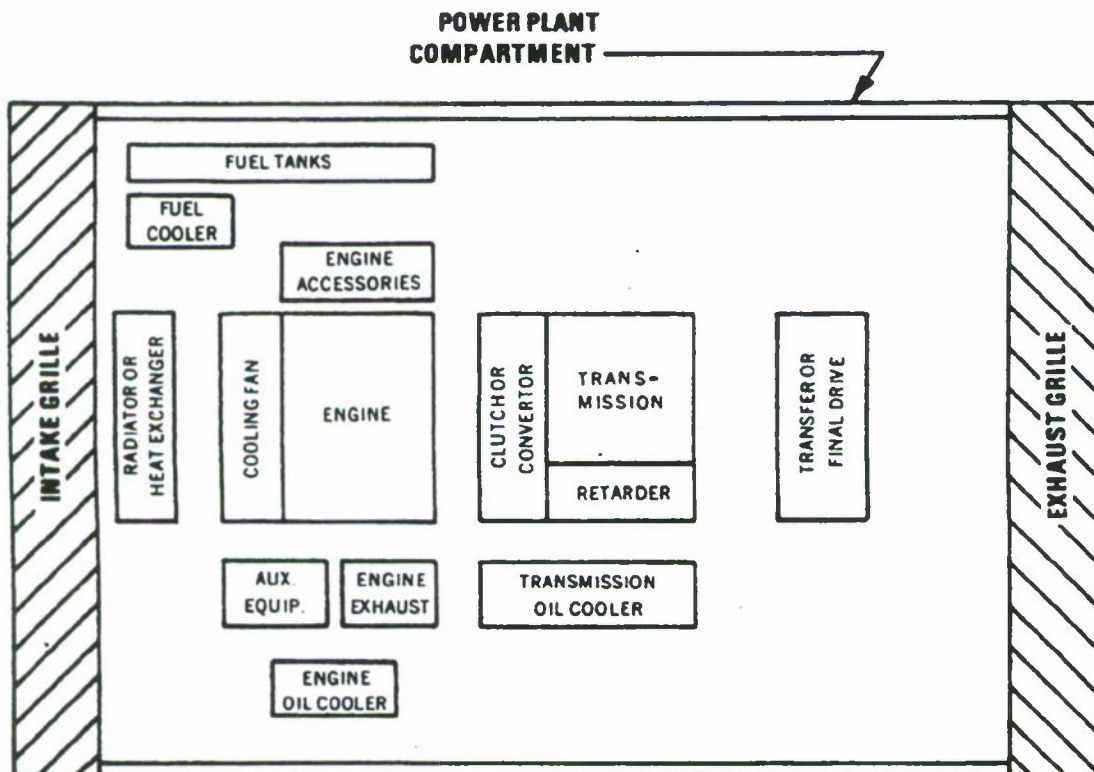 POWER PLANT
COMPARTMENT
INTAKE GRILLE
FUEL TANKS
FUEL
COOLER
ENGINE
ACCESSORIES
RADIATOR OR
HEAT EXCHANGER
COOLING FAN
ENGINE
CLUTCH OR
CONVERTOR
TRANS-
MISSION
RETARDER
TRANSFER OR
FINAL DRIVE
EXHAUST GRILLE
AUX.
EQUIP.
ENGINE
EXHAUST
TRANSMISSION
OIL COOLER
ENGINE
OIL COOLER